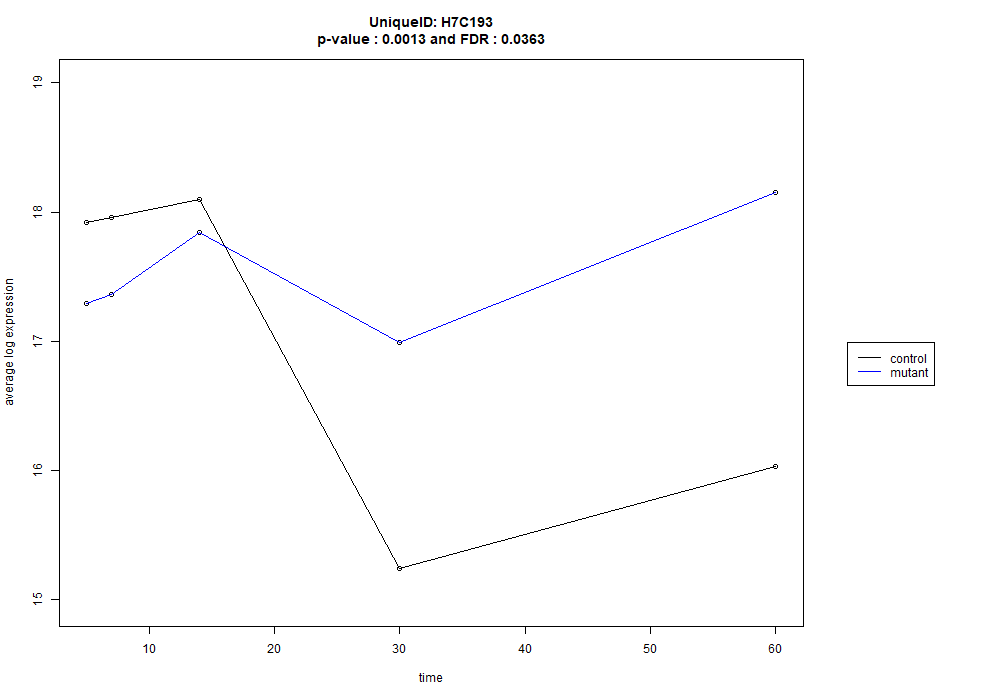 UniqueID: H7C193
p-value : 0.0013 and FDR : 0.0363
19
18
17
16
15
average log expression
10 20 30 40 50 60
time
control
mutant